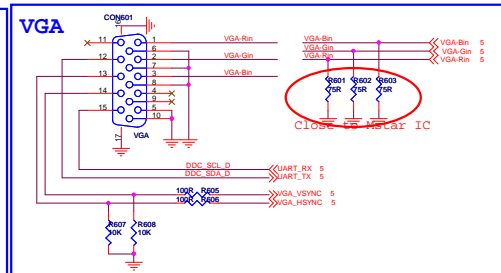 VGA
CON601
16
11
1
VGA-Rin
VGA-Bin
VGA-Bin 5
6
VGA-Gin
VGA-Gin 5
12
2
VGA-Gin
VGA-Rin
VGA-Rin 5
7
13
3
VGA-Bin
8
R601
R602
R603
75R
75R
75R
14
4
9
15
5
10
Close to Mstar IC
17
VGA
DDC_SCL_D
UART_RX 5
DDC_SDA_D
UART_TX 5
100R R605
VGA_VSYNC 5
100R R606
VGA_HSYNC 5
R607
R608
10K
10K